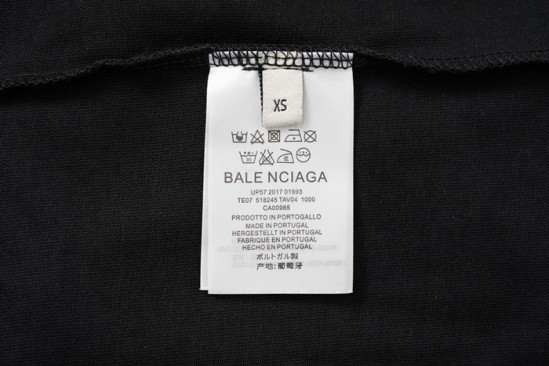 XS
BALE NCIAGA
UP57 2017 01993
TE07 518245 TAV04 1000
CA00985
PRODOTTO IN PORTOGALLO
MADE IN PORTUGAL
HERGESTELLT IN PORTUGAL
FABRIQUE EN PORTUGAL
HECHO EN PORTUGAL
ポルトガル製
产地:葡萄牙